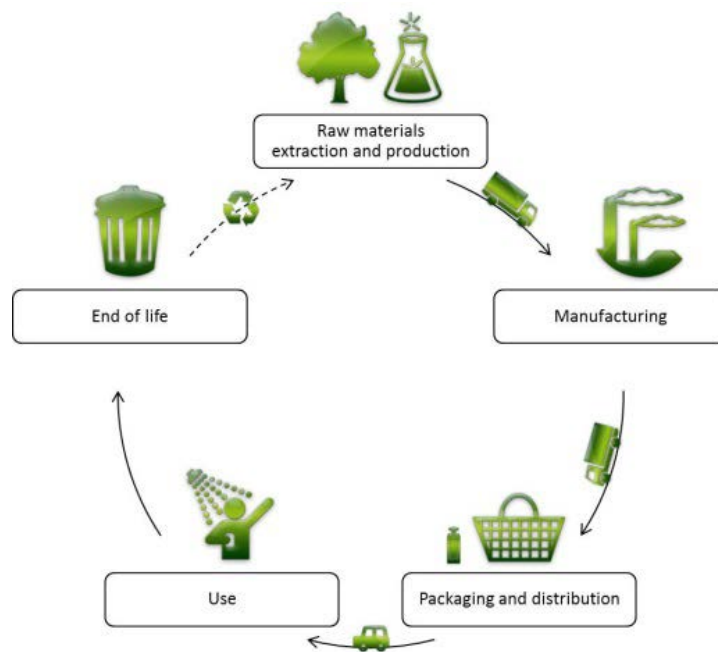 Raw materials
extraction and production
Manufacturing
Packaging and distribution
Use
End of life